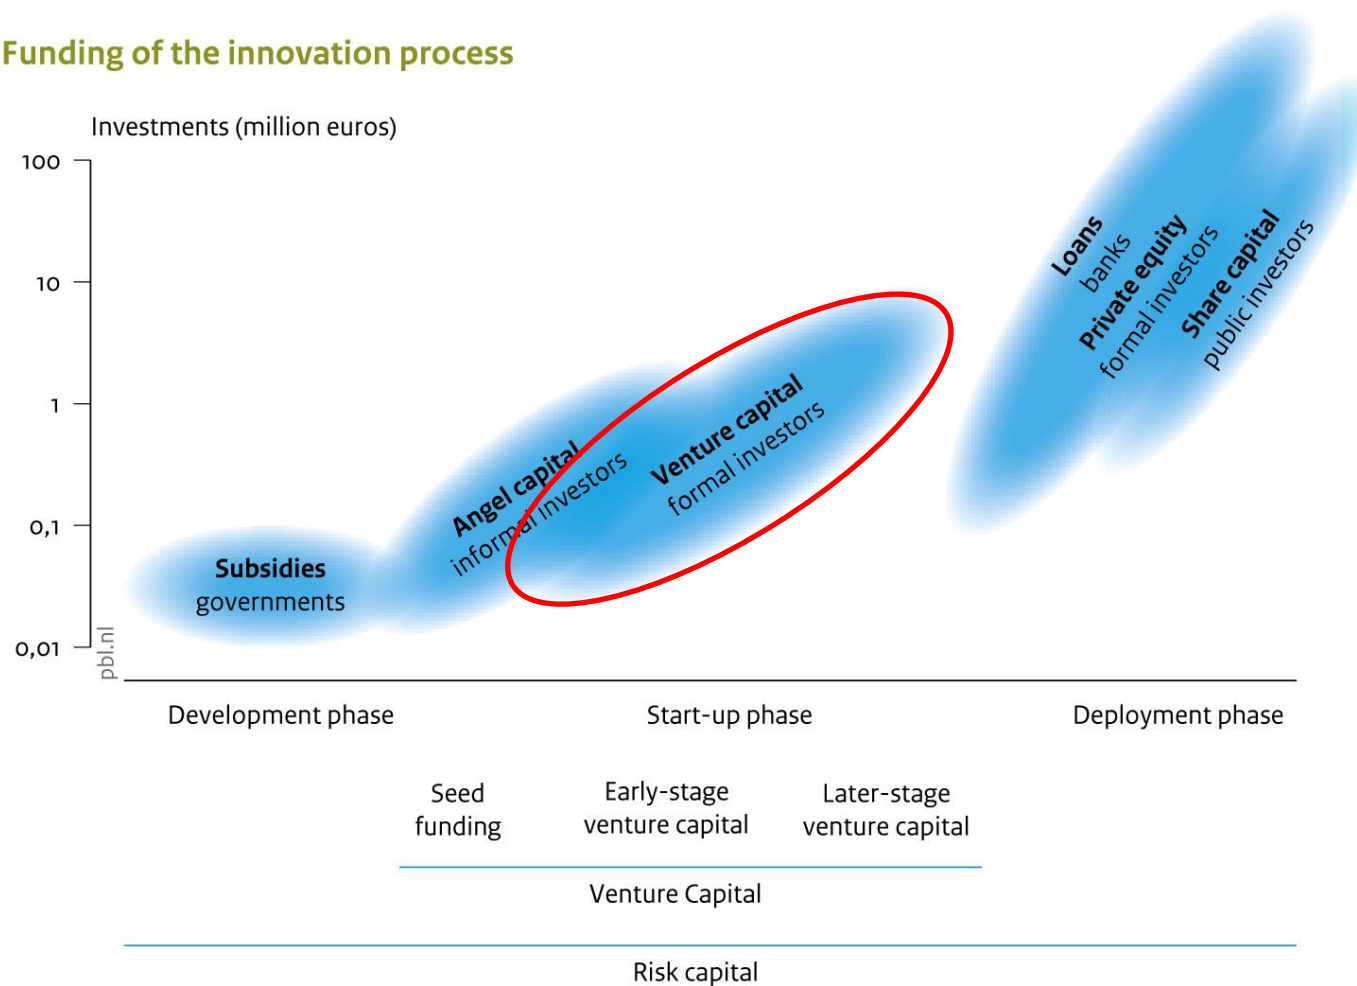 Funding of the innovation process
Investments (million euros)
100
10
1
0,1
0,01
pbl.nl
Subsidies
governments
Angel capital
informal investors
Venture capital
formal investors
Loans
banks
Private equity
formal investors
Share capital
public investors
Development phase
Start-up phase
Deployment phase
Seed
funding
Early-stage
venture capital
Later-stage
venture capital
Venture Capital
Risk capital